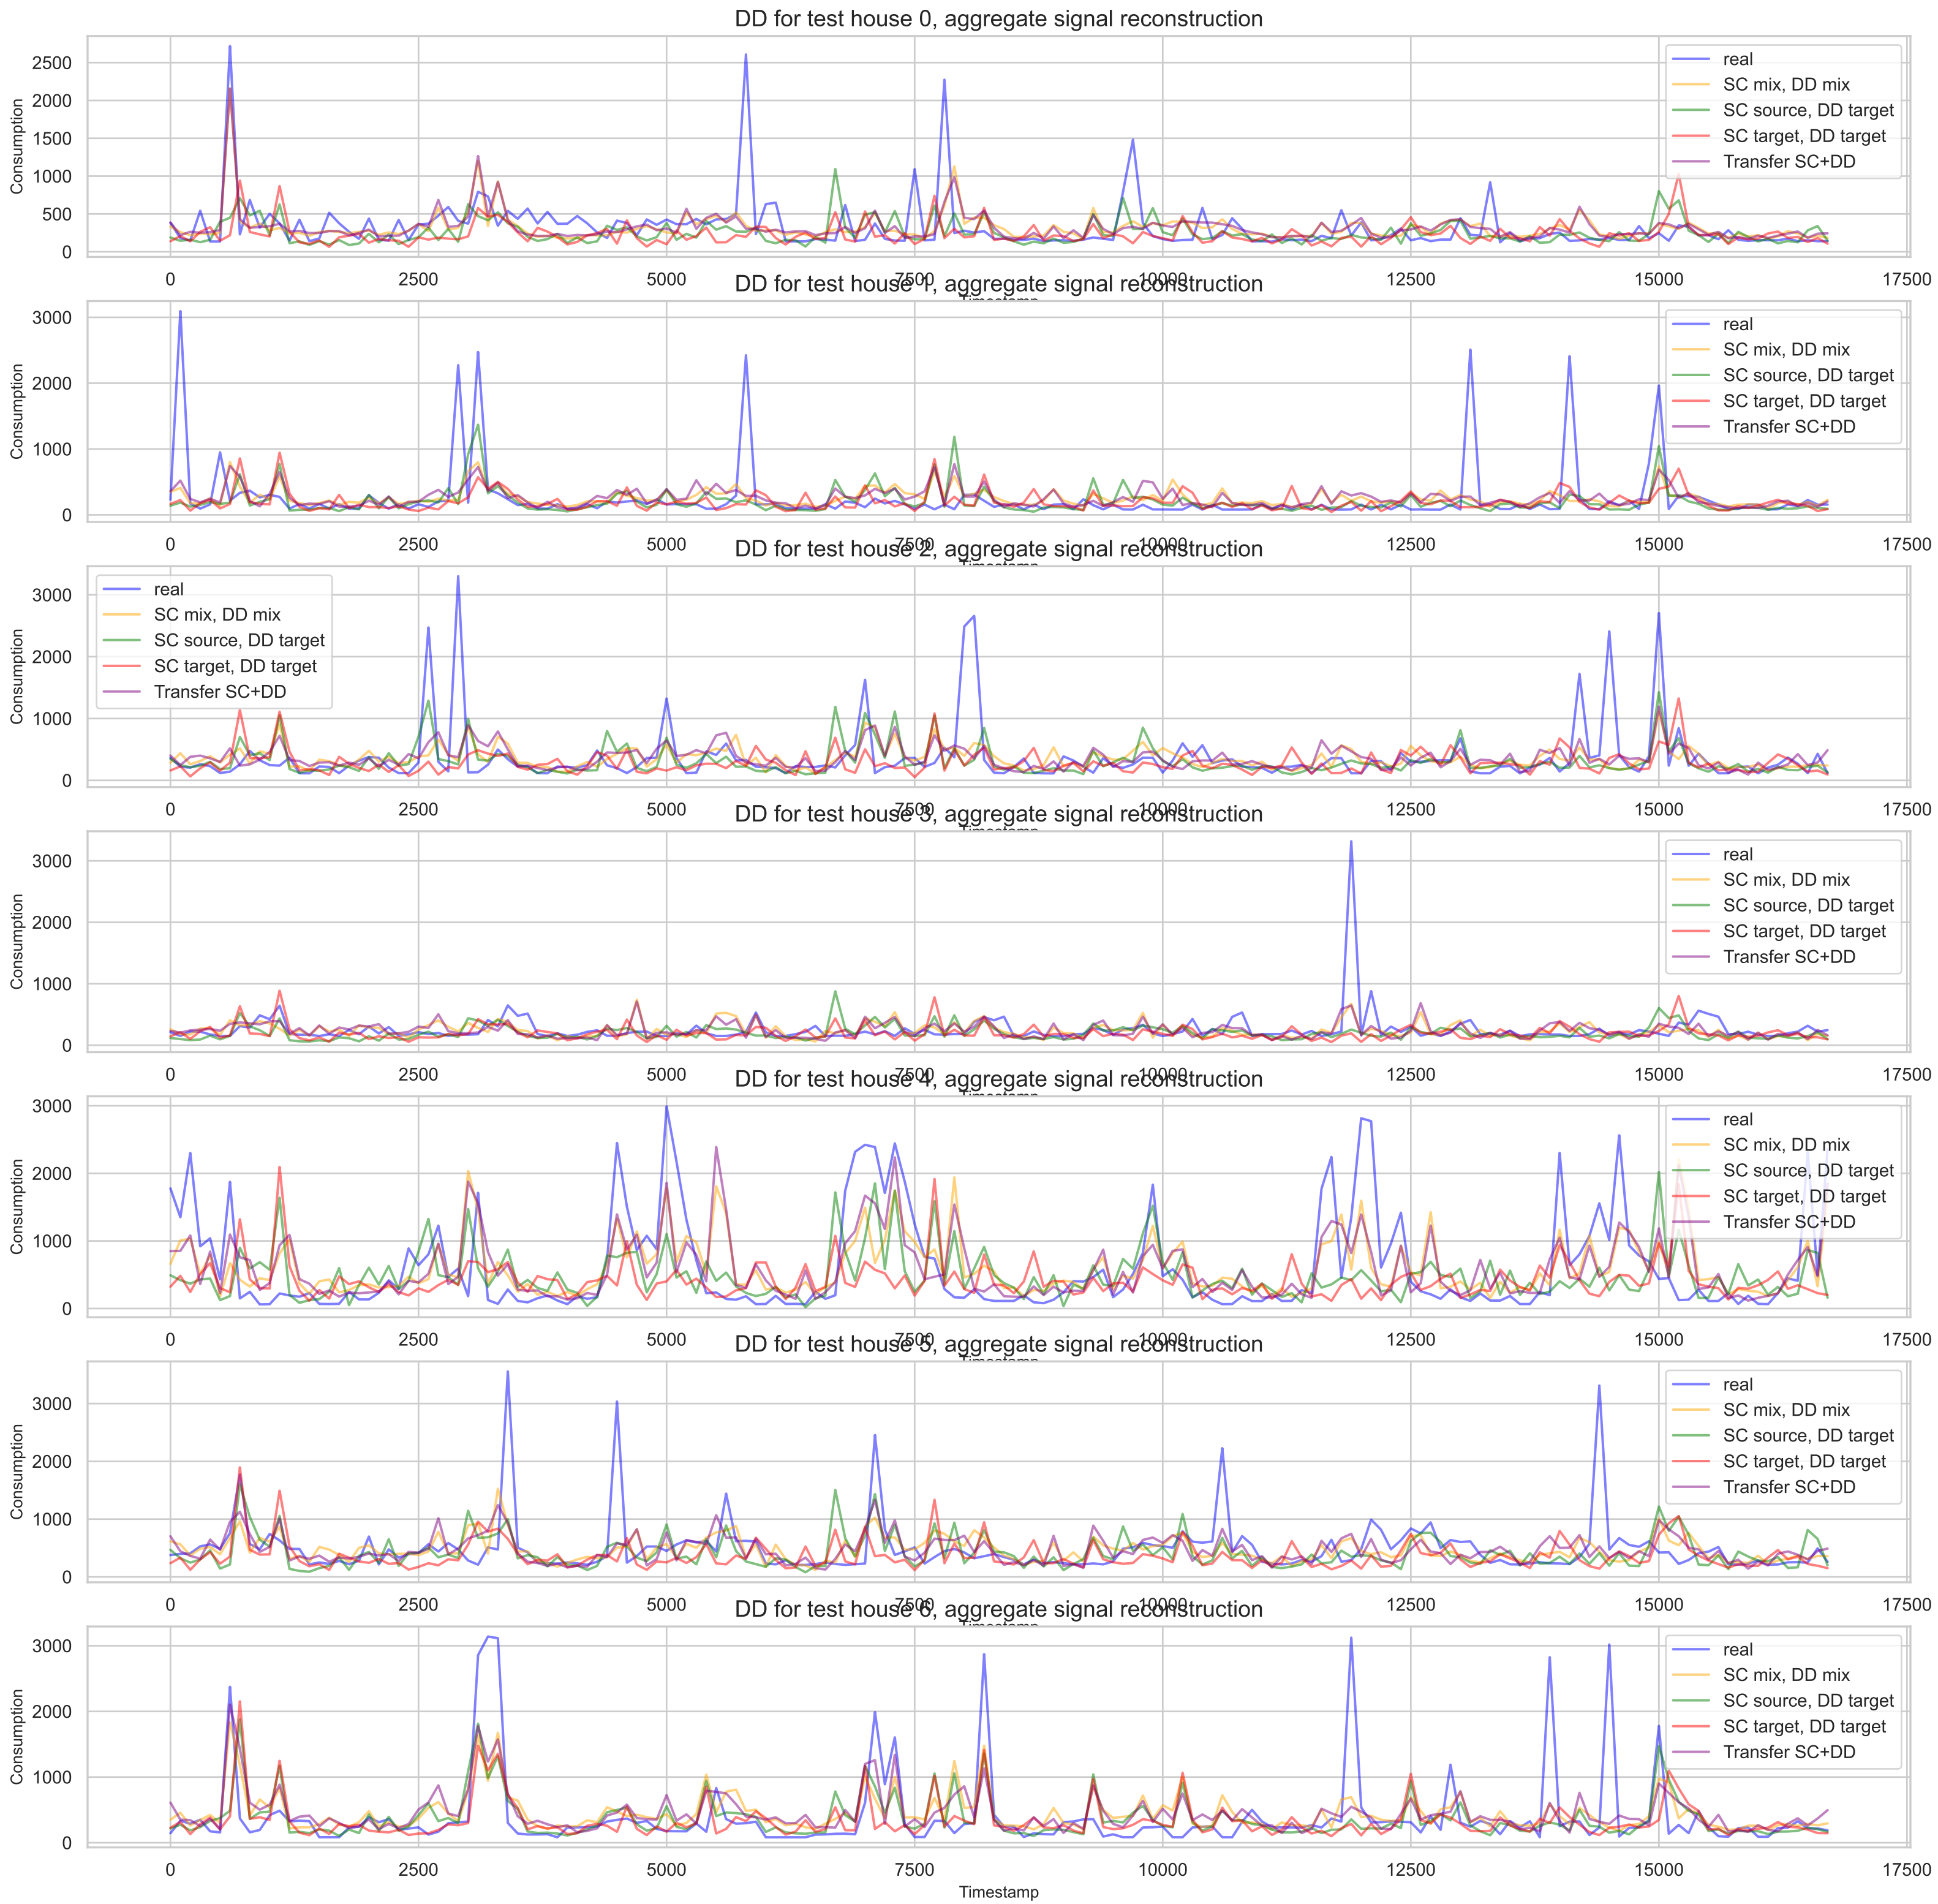 DD for test house 0, aggregate signal reconstruction
2500
2000
1500
1000
500
0
Consumption
real
SC mix, DD mix
SC source, DD target
SC target, DD target
Transfer SC+DD
0 2500 5000 7500 10000 12500 15000 17500
Timestamp
DD for test house 1, aggregate signal reconstruction
3000
2000
1000
0
Consumption
real
SC mix, DD mix
SC source, DD target
SC target, DD target
Transfer SC+DD
0 2500 5000 7500 10000 12500 15000 17500
Timestamp
DD for test house 2, aggregate signal reconstruction
3000
2000
1000
0
Consumption
real
SC mix, DD mix
SC source, DD target
SC target, DD target
Transfer SC+DD
0 2500 5000 7500 10000 12500 15000 17500
Timestamp
DD for test house 3, aggregate signal reconstruction
3000
2000
1000
0
Consumption
real
SC mix, DD mix
SC source, DD target
SC target, DD target
Transfer SC+DD
0 2500 5000 7500 10000 12500 15000 17500
Timestamp
DD for test house 4, aggregate signal reconstruction
3000
2000
1000
0
Consumption
real
SC mix, DD mix
SC source, DD target
SC target, DD target
Transfer SC+DD
0 2500 5000 7500 10000 12500 15000 17500
Timestamp
DD for test house 5, aggregate signal reconstruction
3000
2000
1000
0
Consumption
real
SC mix, DD mix
SC source, DD target
SC target, DD target
Transfer SC+DD
0 2500 5000 7500 10000 12500 15000 17500
Timestamp
DD for test house 6, aggregate signal reconstruction
3000
2000
1000
0
Consumption
real
SC mix, DD mix
SC source, DD target
SC target, DD target
Transfer SC+DD
0 2500 5000 7500 10000 12500 15000 17500
Timestamp